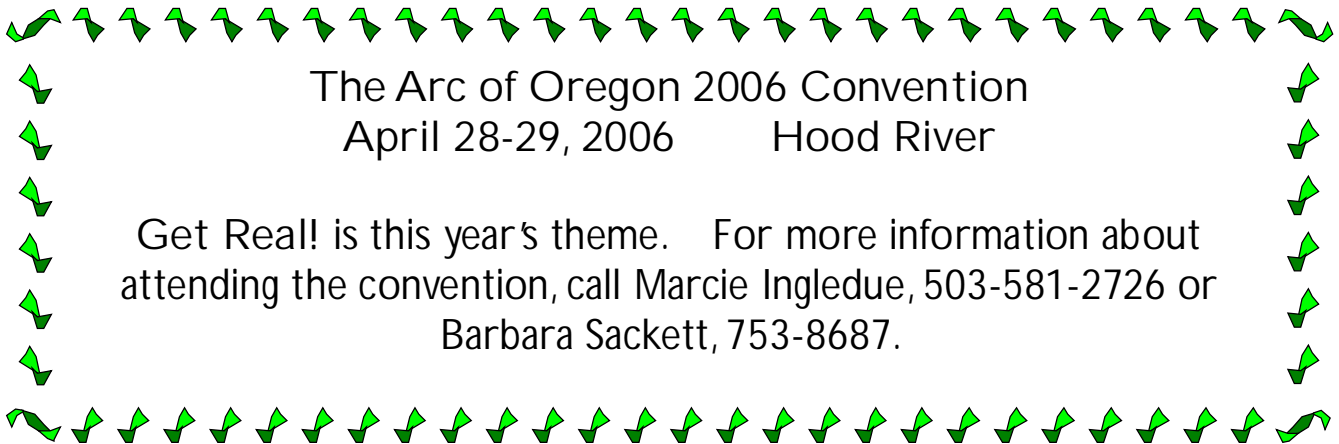 The Arc of Oregon 2006 Convention
April 28-29, 2006 Hood River
Get Real! is this year's theme. For more information about
attending the convention, call Marcie Ingledue, 503-581-2726 or
Barbara Sackett, 753-8687.